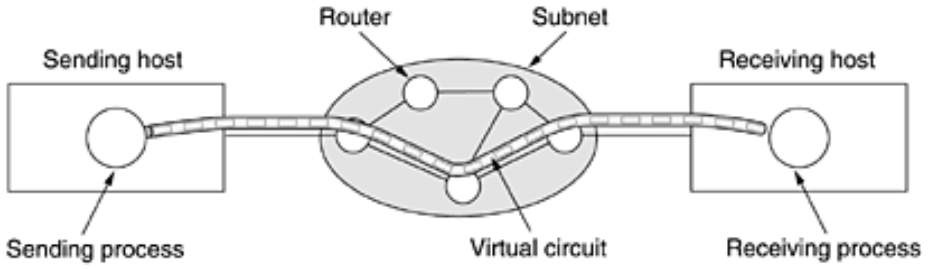 Router
Subnet
Sending host
Receiving host
Sending process
Virtual circuit
Receiving process